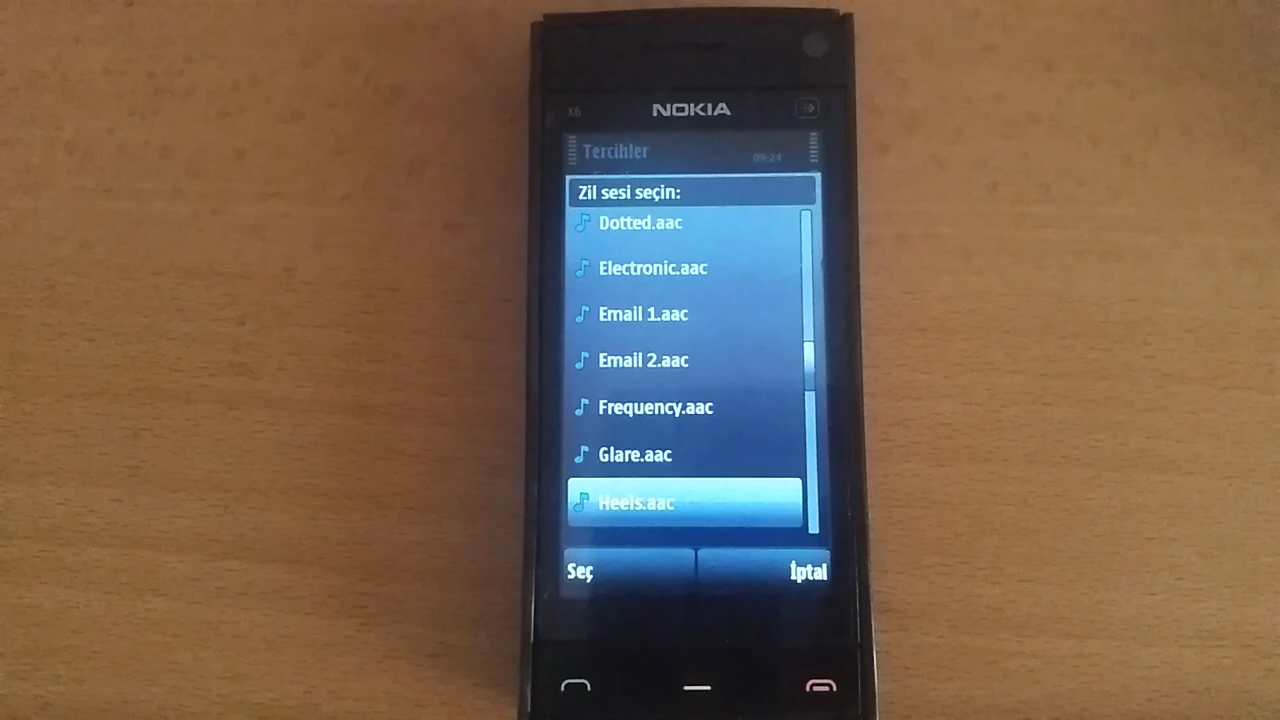 X6
NOKIA
Tercihler
09:24
Zil sesi seçin:
Dotted.aac
Electronic.aac
Email 1.aac
Email 2.aac
Frequency.aac
Glare.aac
Heels.aac
Seç
İptal